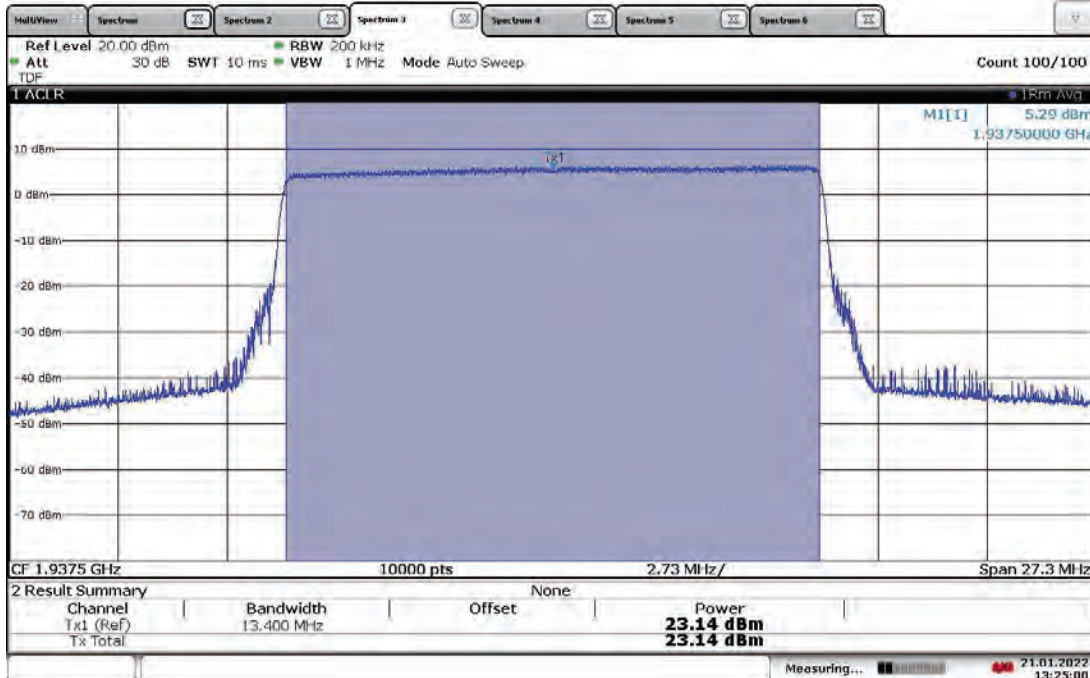 MultiView Spectrum Spectrum 2 Spectrum 3 Spectrum 4 Spectrum 5 Spectrum 6
Ref Level 20.00 dBm RBW 200 kHz
Att 30 dB SWT 10 ms VBW 1 MHz Mode Auto Sweep Count 100/100
TDF
1 ACLR 1Rm Avg
M1[1] 5.29 dBm
1.93750000 GHz
10 dBm
Tx1
0 dBm
-10 dBm
-20 dBm
-30 dBm
-40 dBm
-50 dBm
-60 dBm
-70 dBm
CF 1.9375 GHz 10000 pts 2.73 MHz/ Span 27.3 MHz
2 Result Summary None
Channel Bandwidth Offset Power
Tx1 (Ref) 13.400 MHz 23.14 dBm
Tx Total 23.14 dBm
Measuring... 21.01.2022
13:25:00